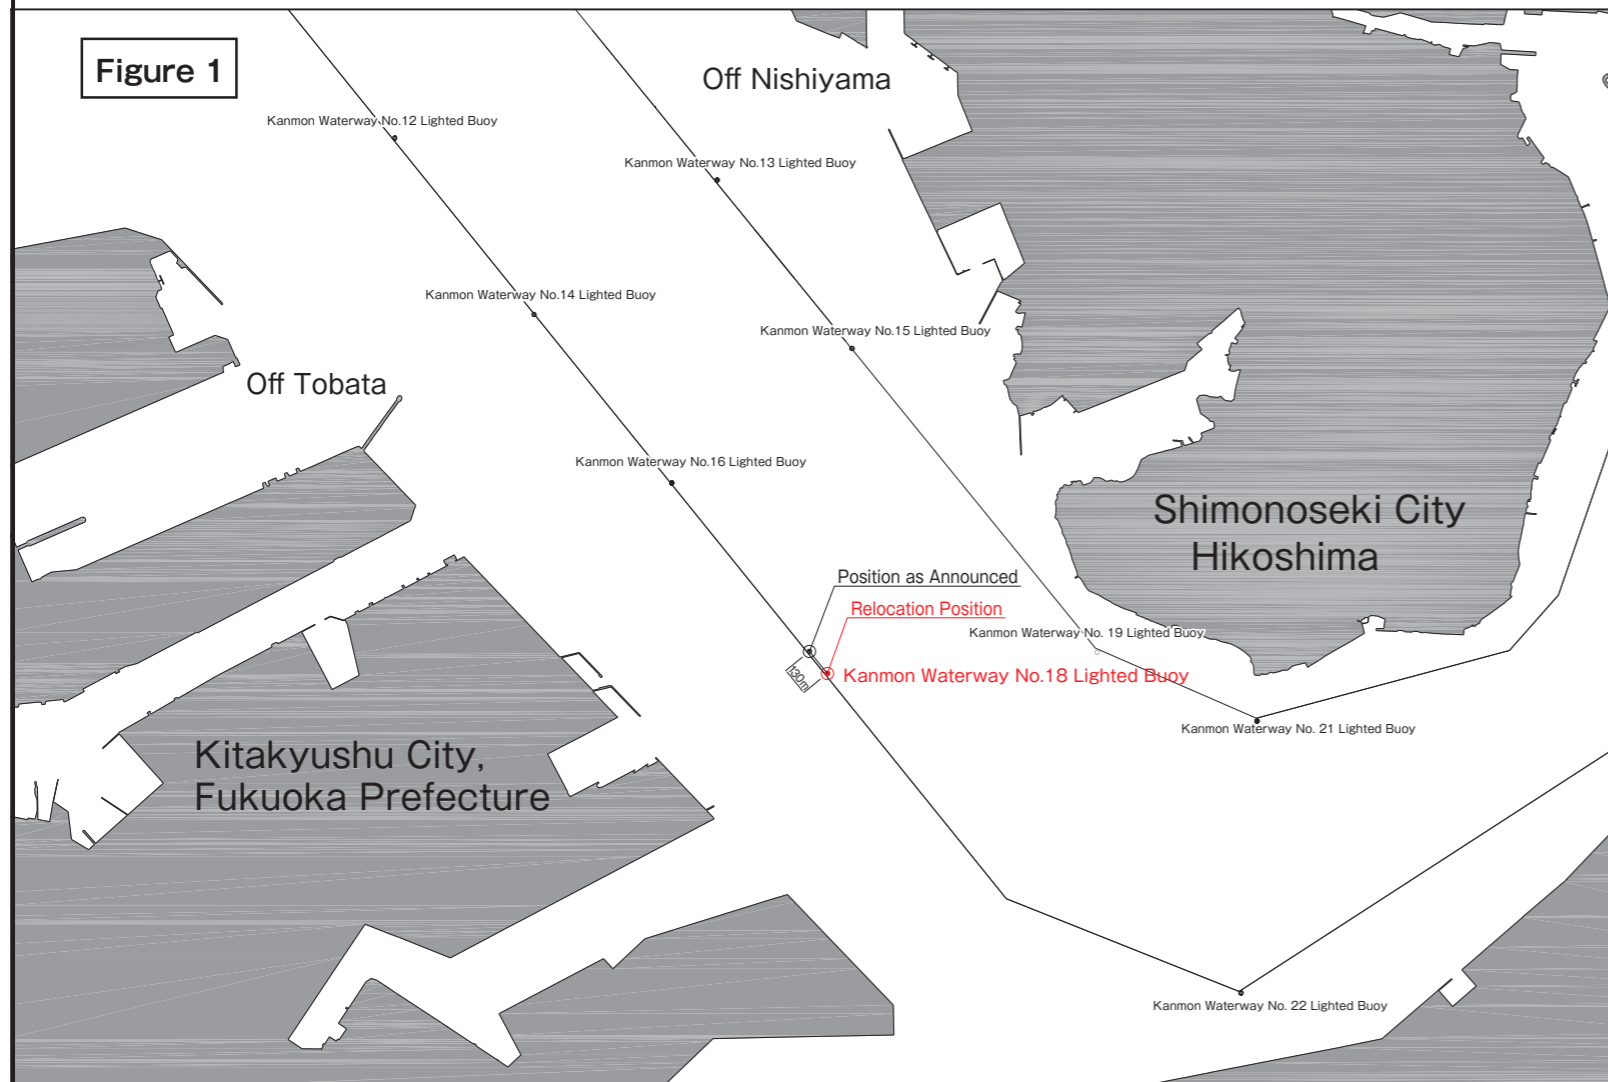 Figure 1
Off Nishiyama
Kanmon Waterway No.12 Lighted Buoy
Kanmon Waterway No.13 Lighted Buoy
Kanmon Waterway No.14 Lighted Buoy
Kanmon Waterway No.15 Lighted Buoy
Off Tobata
Kanmon Waterway No.16 Lighted Buoy
Shimonoseki City
Hikoshima
Position as Announced
Relocation Position
Kanmon Waterway No. 19 Lighted Buoy
130m
Kanmon Waterway No.18 Lighted Buoy
Kanmon Waterway No. 21 Lighted Buoy
Kitakyushu City,
Fukuoka Prefecture
Kanmon Waterway No. 22 Lighted Buoy